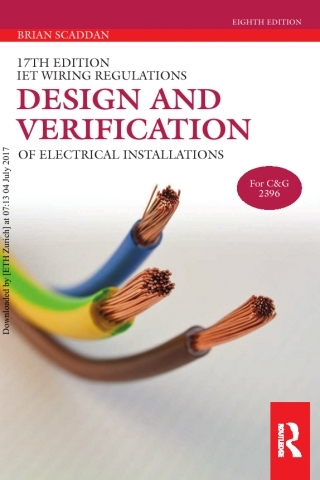 EIGHTH EDITION
BRIAN SCADDAN
17TH EDITION
IET WIRING REGULATIONS
DESIGN AND
VERIFICATION
OF ELECTRICAL INSTALLATIONS
For C&G
2396
Downloaded by [ETH Zurich] at 07:13 04 July 2017
R
ROUTLEDGE